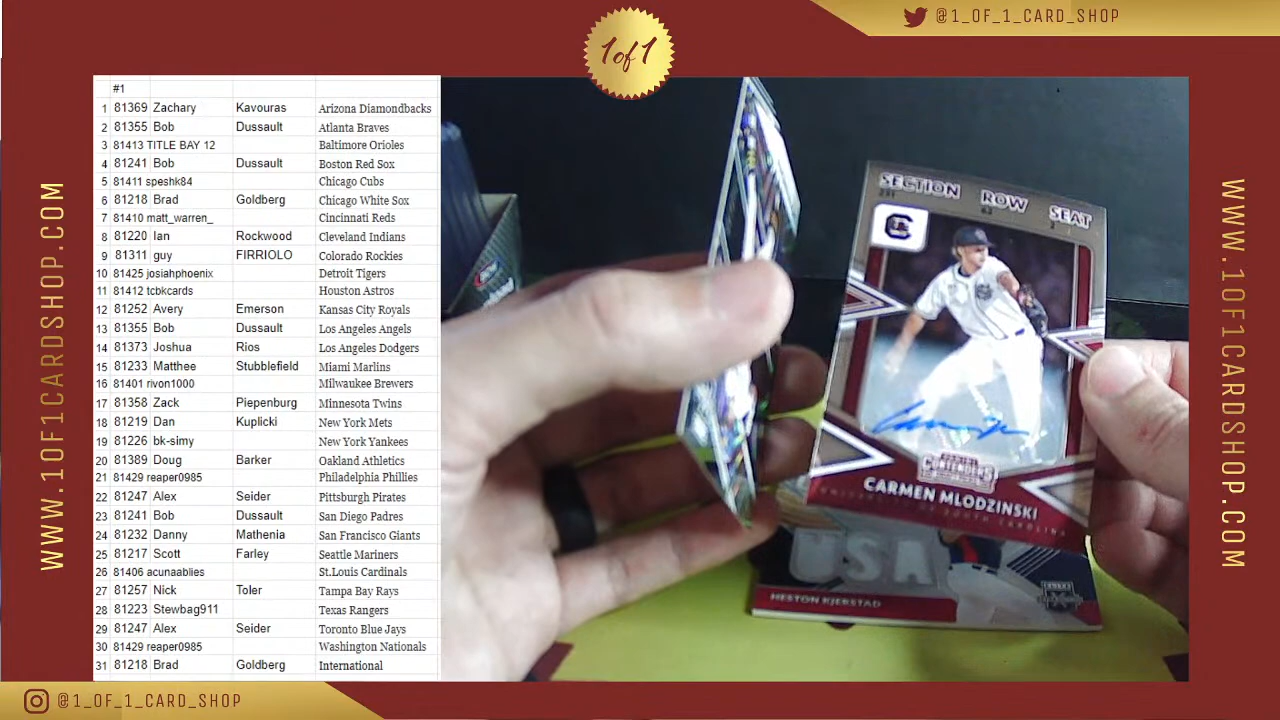 @1_OF_1_CARD_SHOP
1 of 1
#1
1 81369 Zachary Kavouras Arizona Diamondbacks
2 81355 Bob Dussault Atlanta Braves
3 81413 TITLE BAY 12 Baltimore Orioles
4 81241 Bob Dussault Boston Red Sox
5 81411 speshk84 Chicago Cubs
6 81218 Brad Goldberg Chicago White Sox
7 81410 matt_warren_ Cincinnati Reds
8 81220 Ian Rockwood Cleveland Indians
9 81311 guy FIRRIOLO Colorado Rockies
10 81425 josiahphoenix Detroit Tigers
11 81412 tcbkcards Houston Astros
12 81252 Avery Emerson Kansas City Royals
13 81355 Bob Dussault Los Angeles Angels
14 81373 Joshua Rios Los Angeles Dodgers
15 81233 Matthee Stubblefield Miami Marlins
16 81401 rivon1000 Milwaukee Brewers
17 81358 Zack Piepenburg Minnesota Twins
18 81219 Dan Kuplicki New York Mets
19 81226 bk-simy New York Yankees
20 81389 Doug Barker Oakland Athletics
21 81429 reaper0985 Philadelphia Phillies
22 81247 Alex Seider Pittsburgh Pirates
23 81241 Bob Dussault San Diego Padres
24 81232 Danny Mathenia San Francisco Giants
25 81217 Scott Farley Seattle Mariners
26 81406 acunaablies St.Louis Cardinals
27 81257 Nick Toler Tampa Bay Rays
28 81223 Stewbag911 Texas Rangers
29 81247 Alex Seider Toronto Blue Jays
30 81429 reaper0985 Washington Nationals
31 81218 Brad Goldberg International
SECTION ROW SEAT
CONTENDERS
CARMEN MLODZINSKI
UNIVERSITY OF SOUTH CAROLINA
USA
HESTON KJERSTAD
WWW.1OF1CARDSHOP.COM
WWW.1OF1CARDSHOP.COM
@1_OF_1_CARD_SHOP